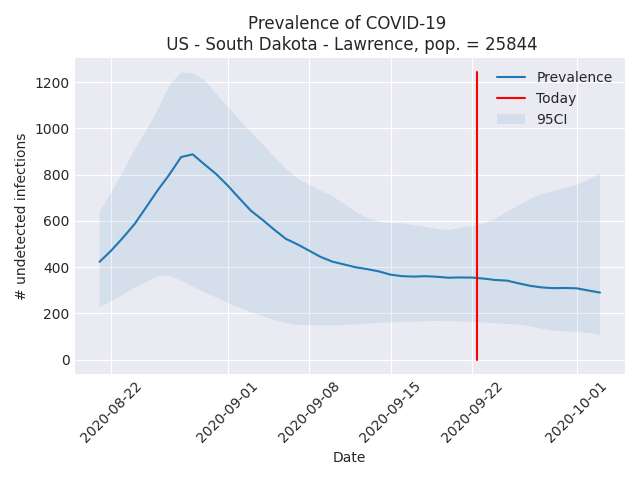 Prevalence of COVID-19
US - South Dakota - Lawrence, pop. = 25844
Prevalence
Today
95CI
1200
1000
800
600
400
200
0
# undetected infections
2020-08-22
2020-09-01
2020-09-08
2020-09-15
2020-09-22
2020-10-01
Date